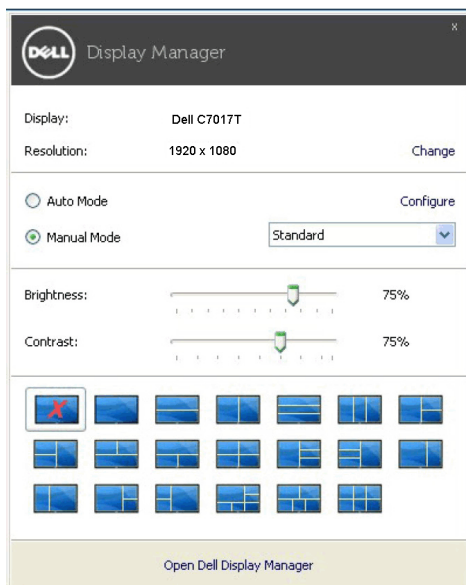 x
DELL Display Manager
Display: Dell C7017T
Resolution: 1920 x 1080 Change
Auto Mode Configure
Manual Mode Standard
Brightness: 75%
Contrast: 75%
Open Dell Display Manager